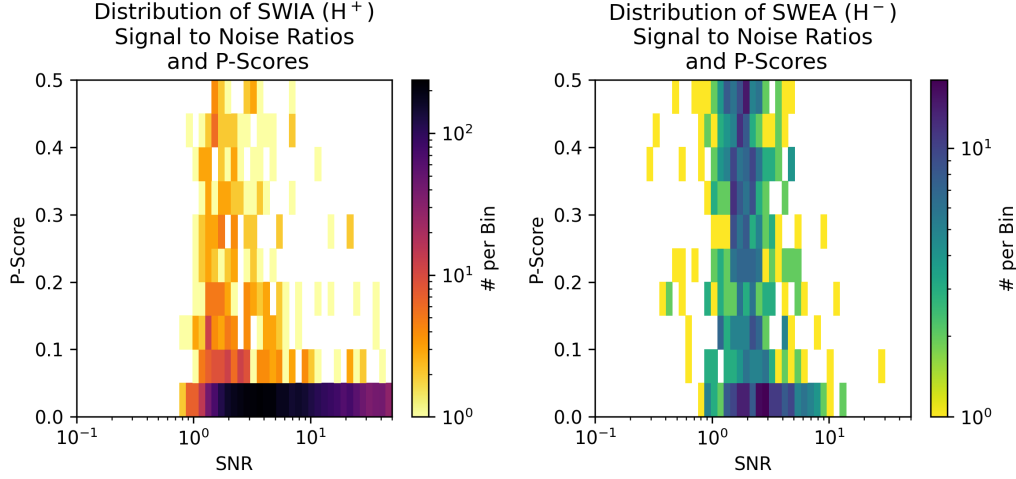 Distribution of SWIA (H⁺)
Signal to Noise Ratios
and P-Scores
P-Score
0.5
0.4
0.3
0.2
0.1
0.0
10⁻¹ 10⁰ 10¹
SNR
10²
10¹
10⁰
# per Bin
Distribution of SWEA (H⁻)
Signal to Noise Ratios
and P-Scores
P-Score
0.5
0.4
0.3
0.2
0.1
0.0
10⁻¹ 10⁰ 10¹
SNR
10¹
10⁰
# per Bin